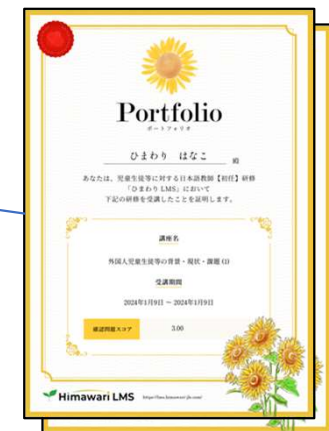 Portfolio
ポートフォリオ
ひまわり はなこ 殿
あなたは、児童生徒等に対する日本語教師【初任】研修
「ひまわり LMS」において
下記の研修を受講したことを証明します。
講座名
外国人児童生徒等の背景・現状・課題 (1)
受講期間
2024年1月9日 ～ 2024年1月9日
確認問題スコア 3.00
Himawari LMS